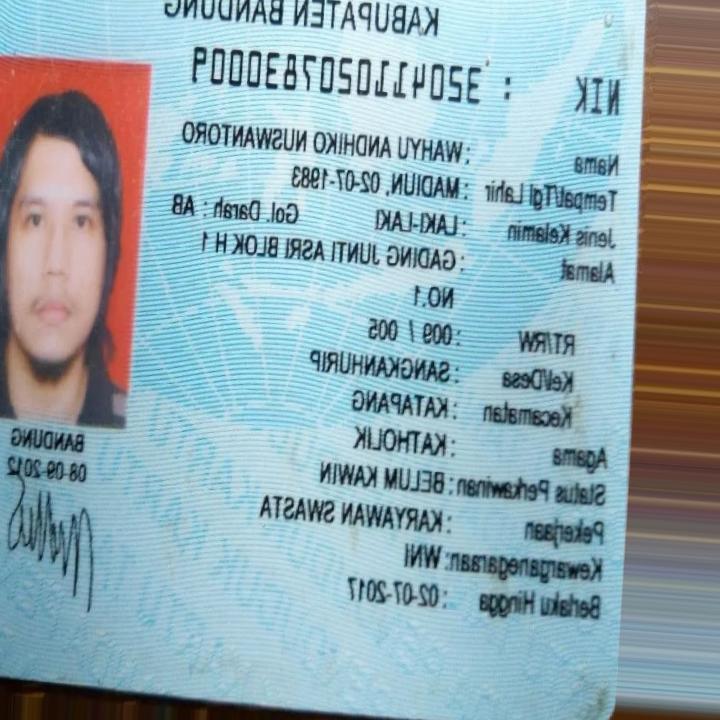 KABUPATEN BANDUNG
NIK : 3204110207830009
Nama : WAHYU ANDHIKO NUSWANTORO
Tempat/Tgl Lahir : MADIUN, 02-07-1983
Jenis Kelamin : LAKI-LAKI Gol. Darah : AB
Alamat : GADING JUNTI ASRI BLOK H 1
NO.1
RT/RW : 009 / 005
Kel/Desa : SANGKANHURIP
Kecamatan : KATAPANG
Agama : KATHOLIK
Status Perkawinan : BELUM KAWIN
Pekerjaan : KARYAWAN SWASTA
Kewarganegaraan: WNI
Berlaku Hingga : 02-07-2017
BANDUNG
08-09-2012